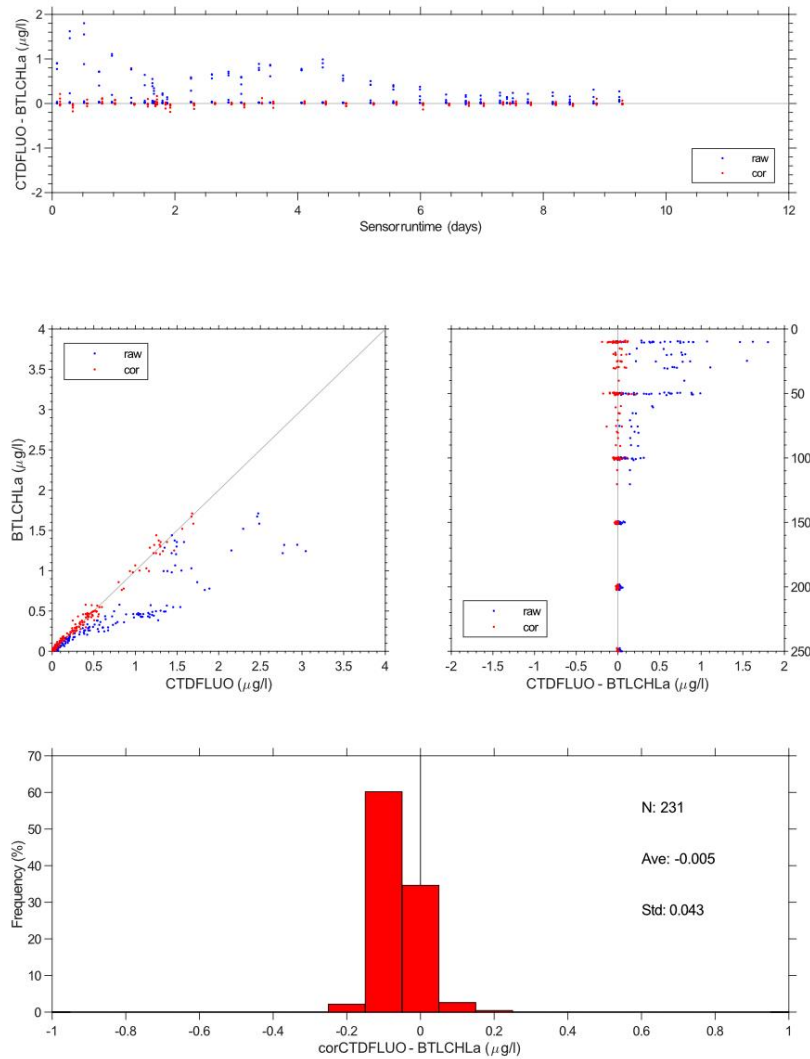 2
1
0
-1
-2
CTDFLUO - BTLCHLa (μg/l)
raw
cor
0 2 4 6 8 10 12
Sensorruntime (days)
4
3.5
3
2.5
2
1.5
1
0.5
0
BTLCHLa (μg/l)
raw
cor
0 0.5 1 1.5 2 2.5 3 3.5 4
CTDFLUO (μg/l)
0
50
100
150
200
250
raw
cor
-2 -1.5 -1 -0.5 0 0.5 1 1.5 2
CTDFLUO - BTLCHLa (μg/l)
70
60
50
40
30
20
10
0
Frequency (%)
N: 231
Ave: -0.005
Std: 0.043
-1 -0.8 -0.6 -0.4 -0.2 0 0.2 0.4 0.6 0.8 1
corCTDFLUO - BTLCHLa (μg/l)